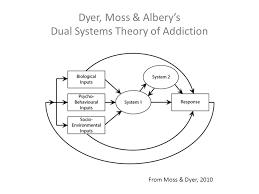 Dyer, Moss & Albery's
Dual Systems Theory of Addiction
Biological
Inputs
Psycho-
Behavioural
Inputs
Socio-
Environmental
Inputs
System I
System 2
Response
From Moss & Dyer, 2010